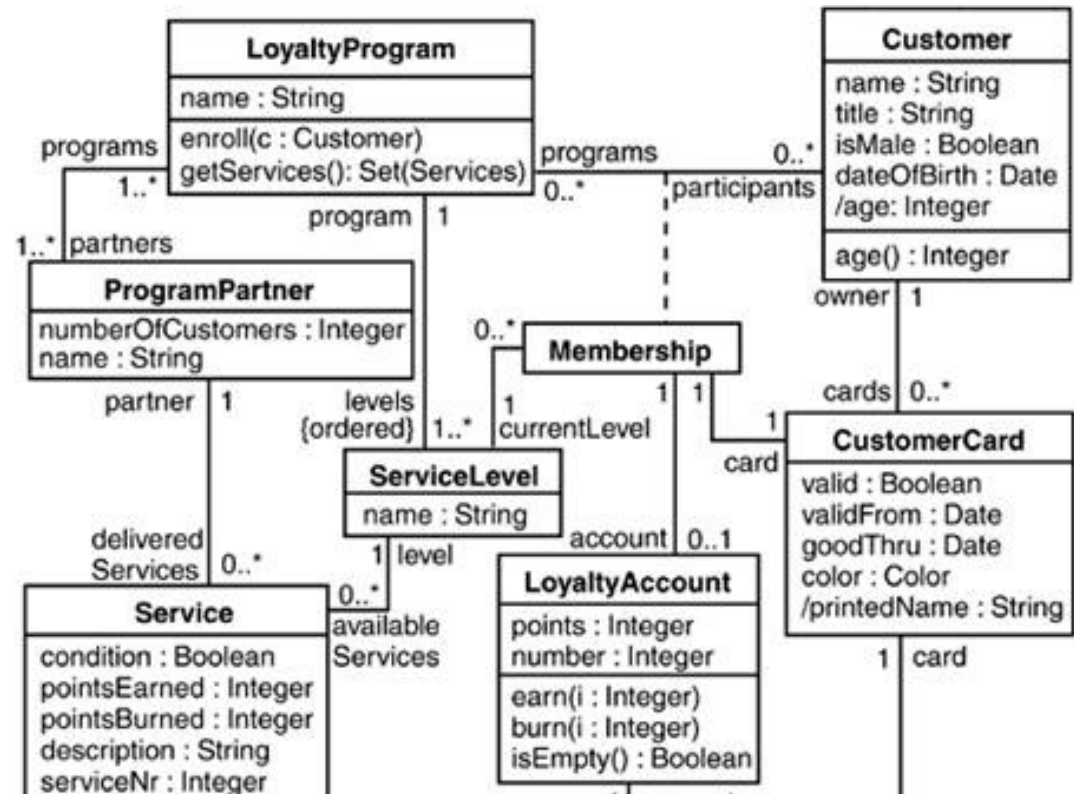 LoyaltyProgram
name : String
enroll(c : Customer)
getServices(): Set(Services)
Customer
name : String
title : String
isMale : Boolean
dateOfBirth : Date
/age: Integer
age() : Integer
programs
1..*
programs
0..*
0..*
participants
program
1
1..*
partners
ProgramPartner
numberOfCustomers : Integer
name : String
owner
1
0..*
Membership
partner
1
levels
{ordered}
1..*
1
currentLevel
1
1
1
card
cards
0..*
CustomerCard
valid : Boolean
validFrom : Date
goodThru : Date
color : Color
/printedName : String
ServiceLevel
name : String
delivered
Services
0..*
1
level
0..*
available
Services
account
0..1
LoyaltyAccount
points : Integer
number : Integer
earn(i : Integer)
burn(i : Integer)
isEmpty() : Boolean
1
card
Service
condition : Boolean
pointsEarned : Integer
pointsBurned : Integer
description : String
serviceNr : Integer